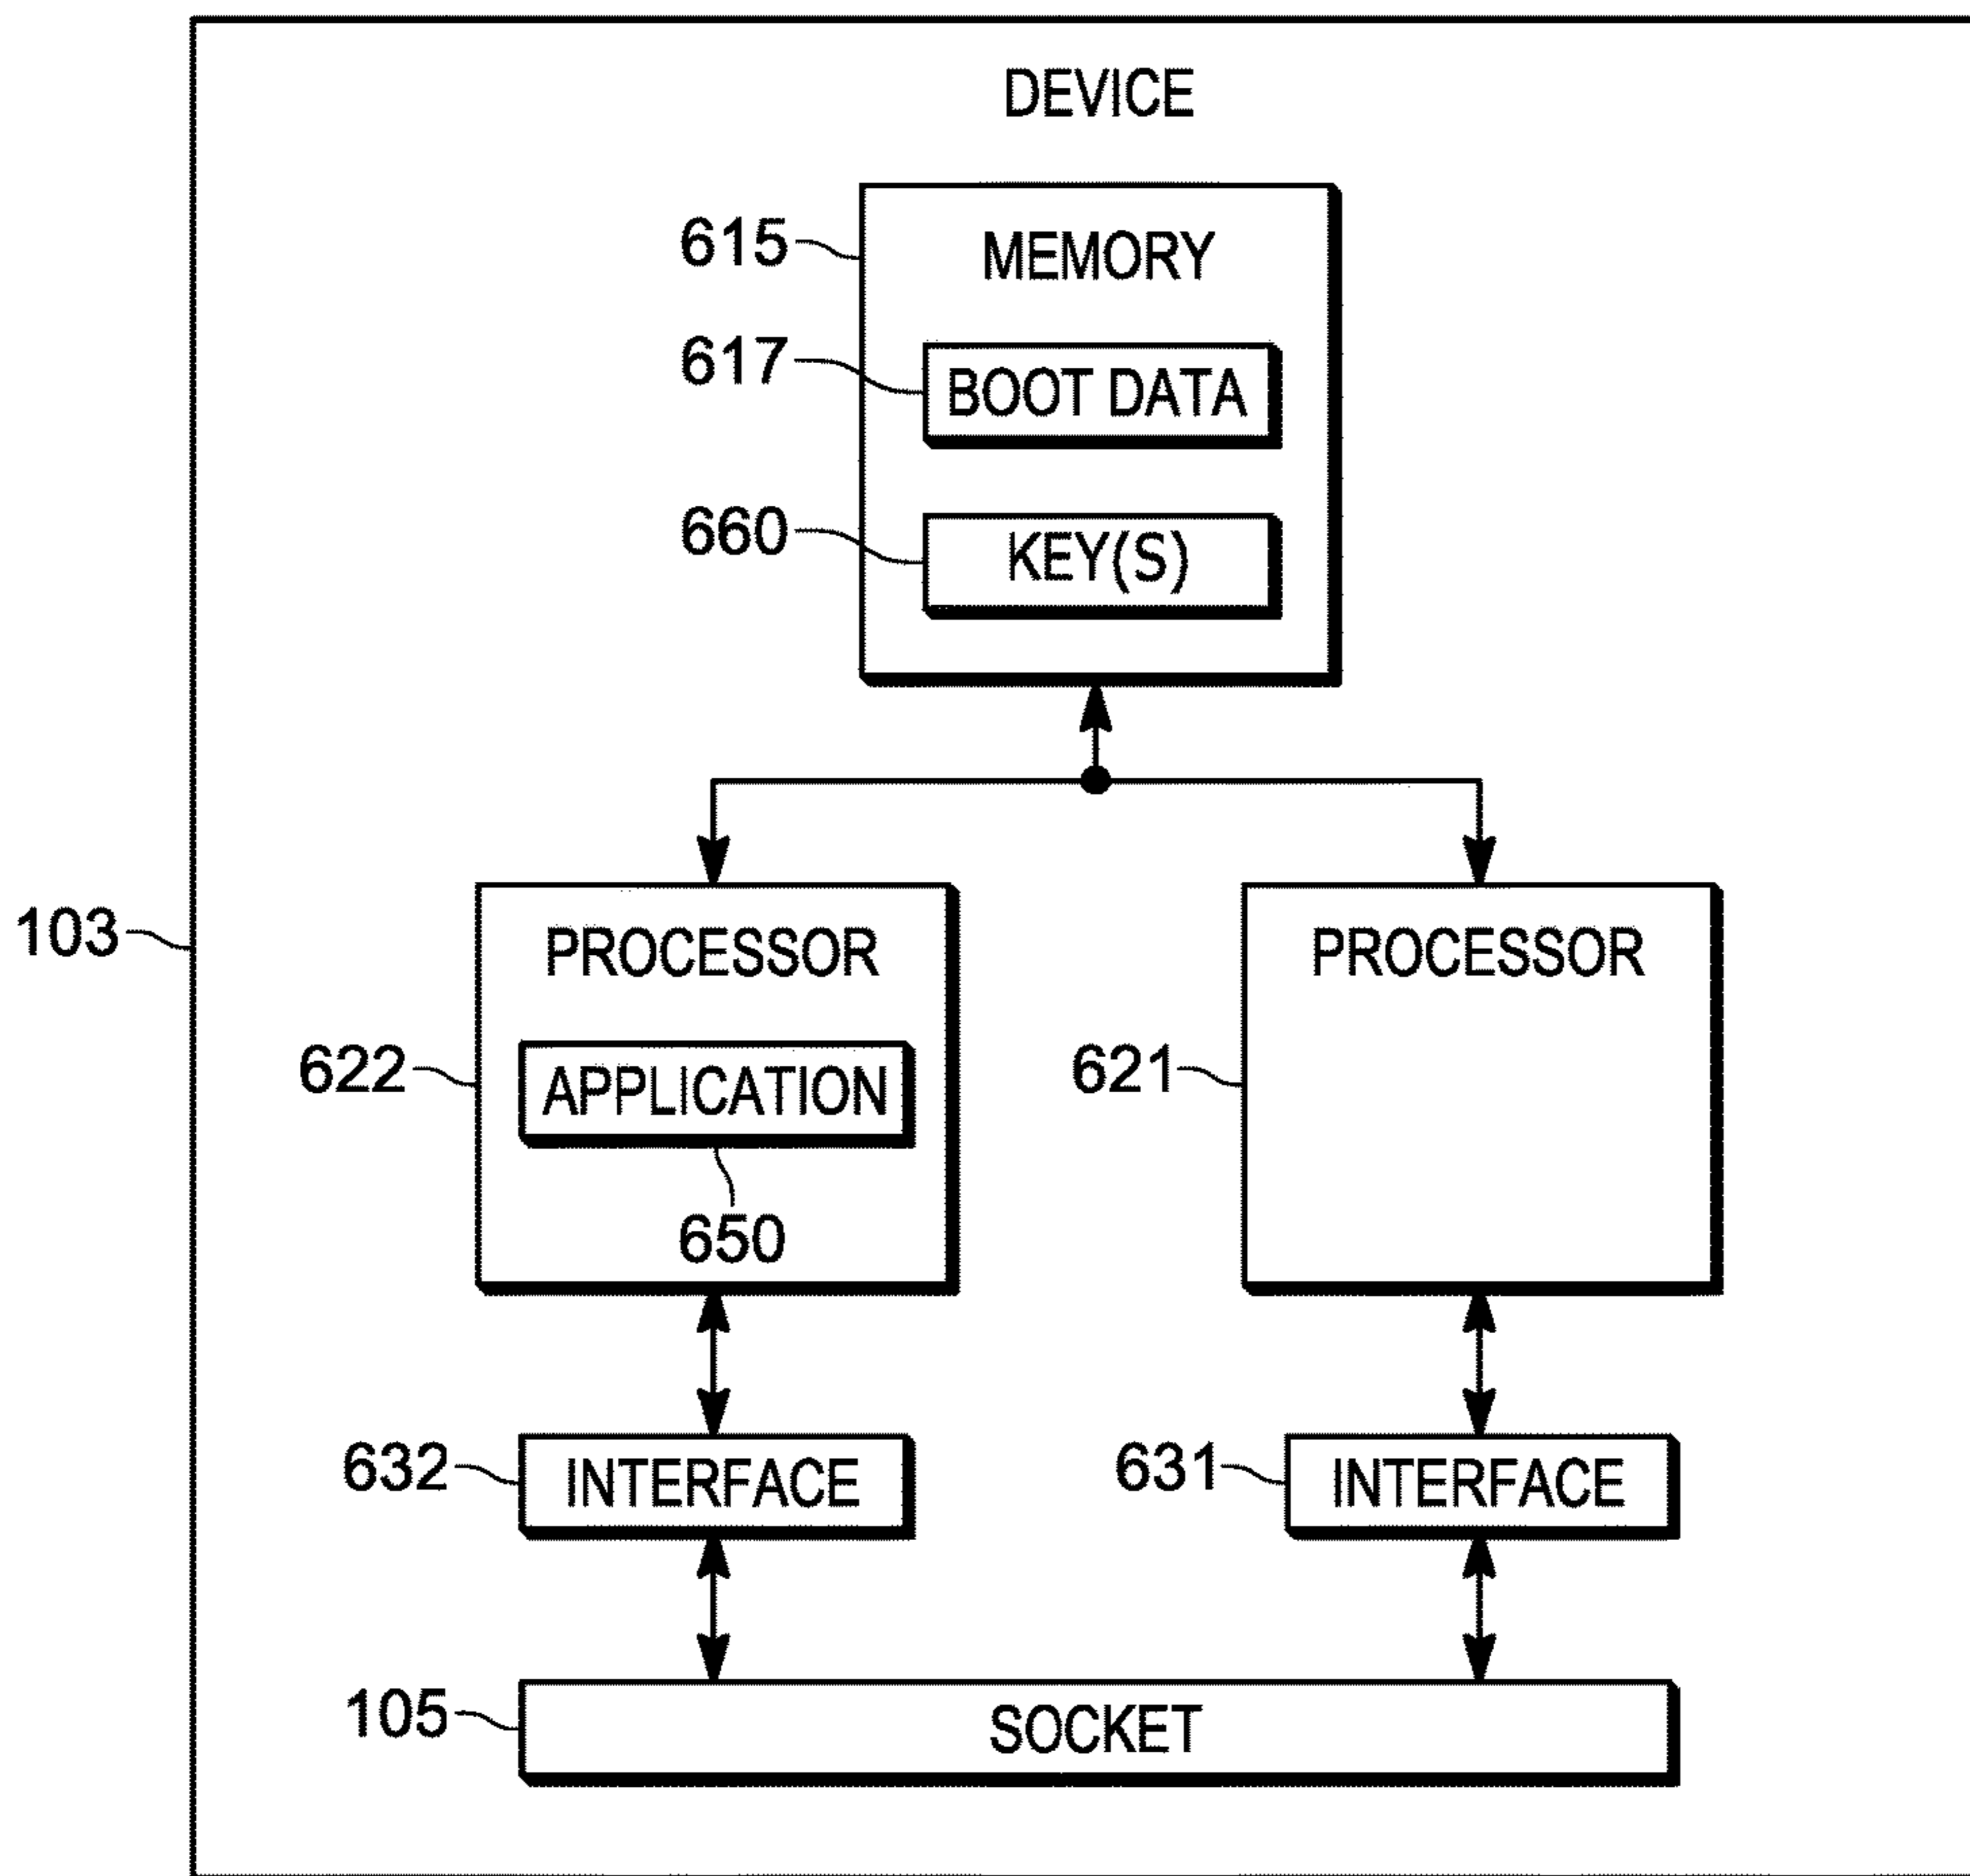 DEVICE
615
MEMORY
617
BOOT DATA
660
KEY(S)
103
PROCESSOR
PROCESSOR
622
APPLICATION
621
650
632
INTERFACE
631
INTERFACE
105
SOCKET